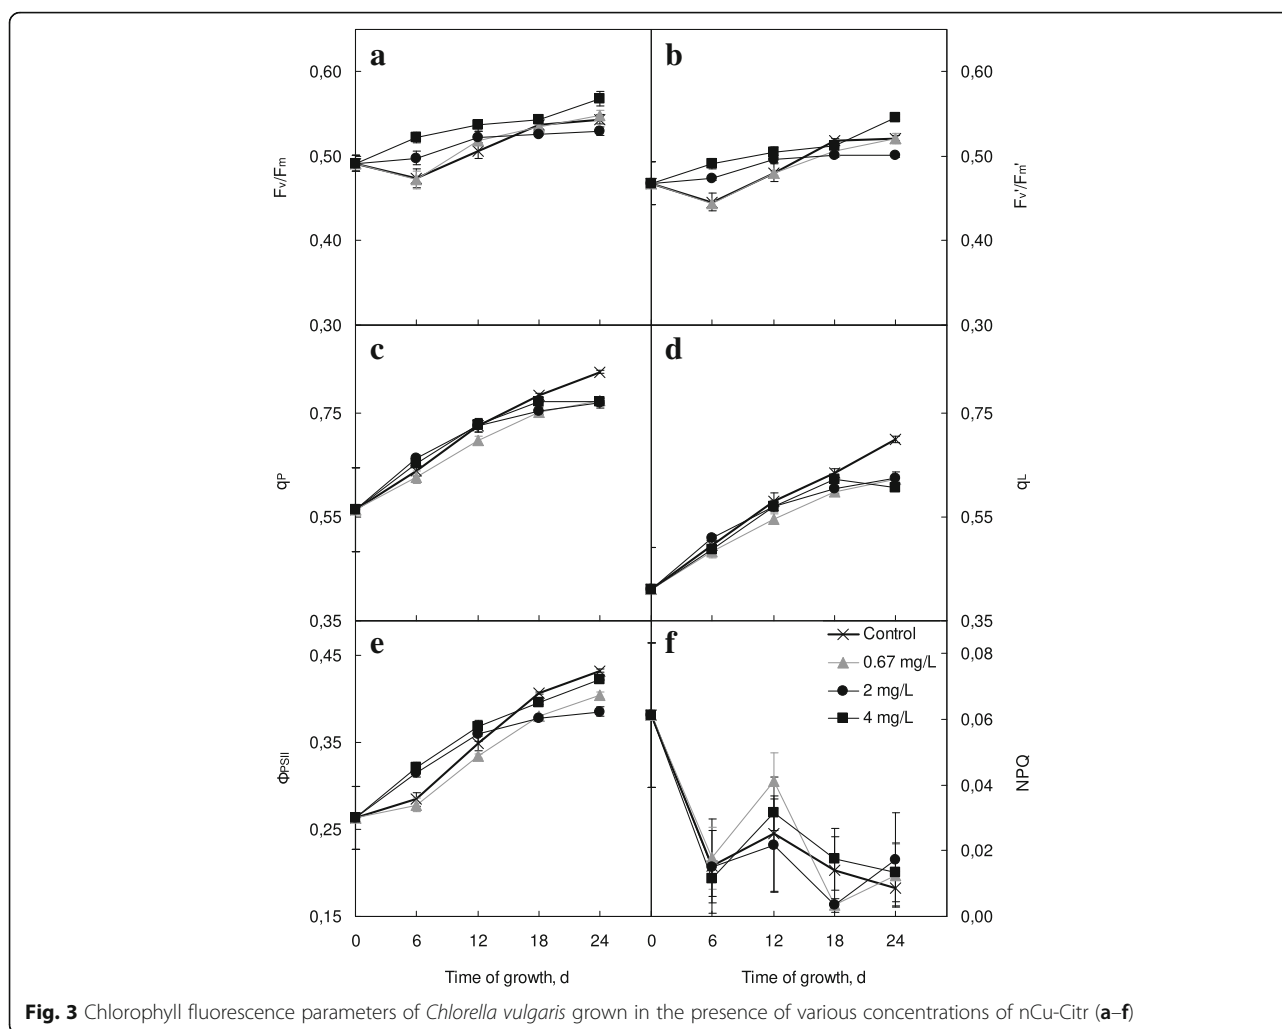 a
b
0,60
0,60
0,50
0,50
Fv/Fm
Fv'/Fm'
0,40
0,40
0,30
0,30
c
d
0,75
0,75
qP
qL
0,55
0,55
0,35
0,35
e
f
Control
0.67 mg/L
2 mg/L
4 mg/L
0,45
0,08
0,06
0,35
ΦPSII
NPQ
0,04
0,25
0,02
0,15
0,00
0 6 12 18 24
0 6 12 18 24
Time of growth, d
Time of growth, d
Fig. 3 Chlorophyll fluorescence parameters of Chlorella vulgaris grown in the presence of various concentrations of nCu-Citr (a–f)